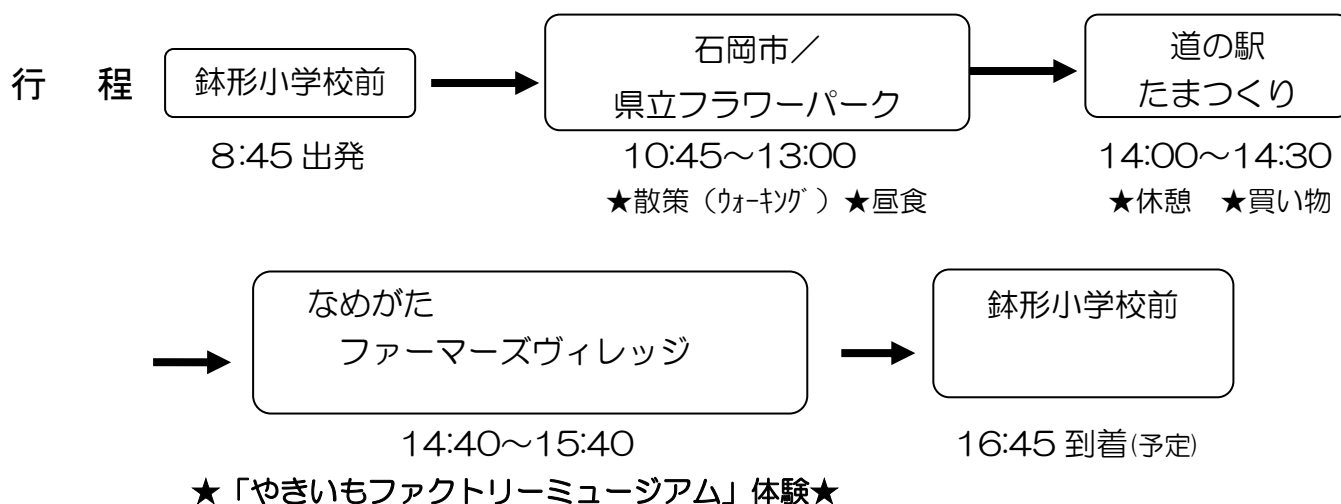 行　程
鉢形小学校前
8:45 出発
石岡市／
県立フラワーパーク
10:45～13:00
★散策（ｳｫｰｷﾝｸﾞ）★昼食
道の駅
たまつくり
14:00～14:30
★休憩　★買い物
なめがた
ファーマーズヴィレッジ
14:40～15:40
★「やきいもファクトリーミュージアム」体験★
鉢形小学校前
16:45 到着(予定)